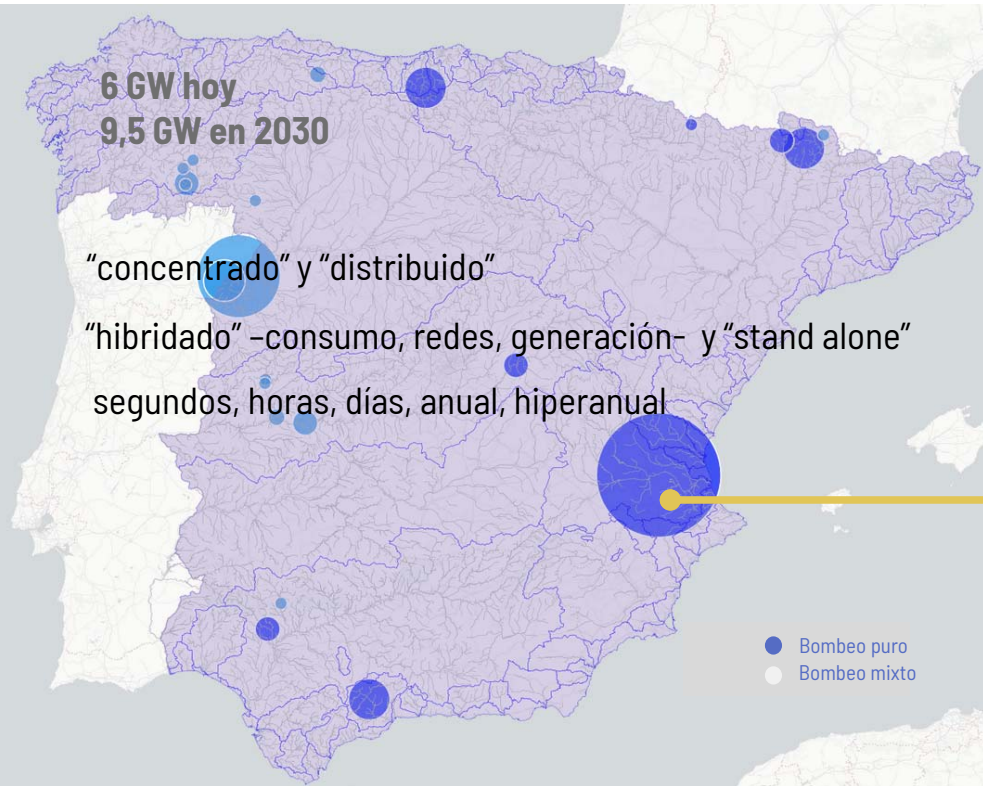 6 GW hoy
9,5 GW en 2030
“concentrado” y “distribuido”
“hibridado” –consumo, redes, generación- y “stand alone”
segundos, horas, días, anual, hiperanual
Bombeo puro
Bombeo mixto